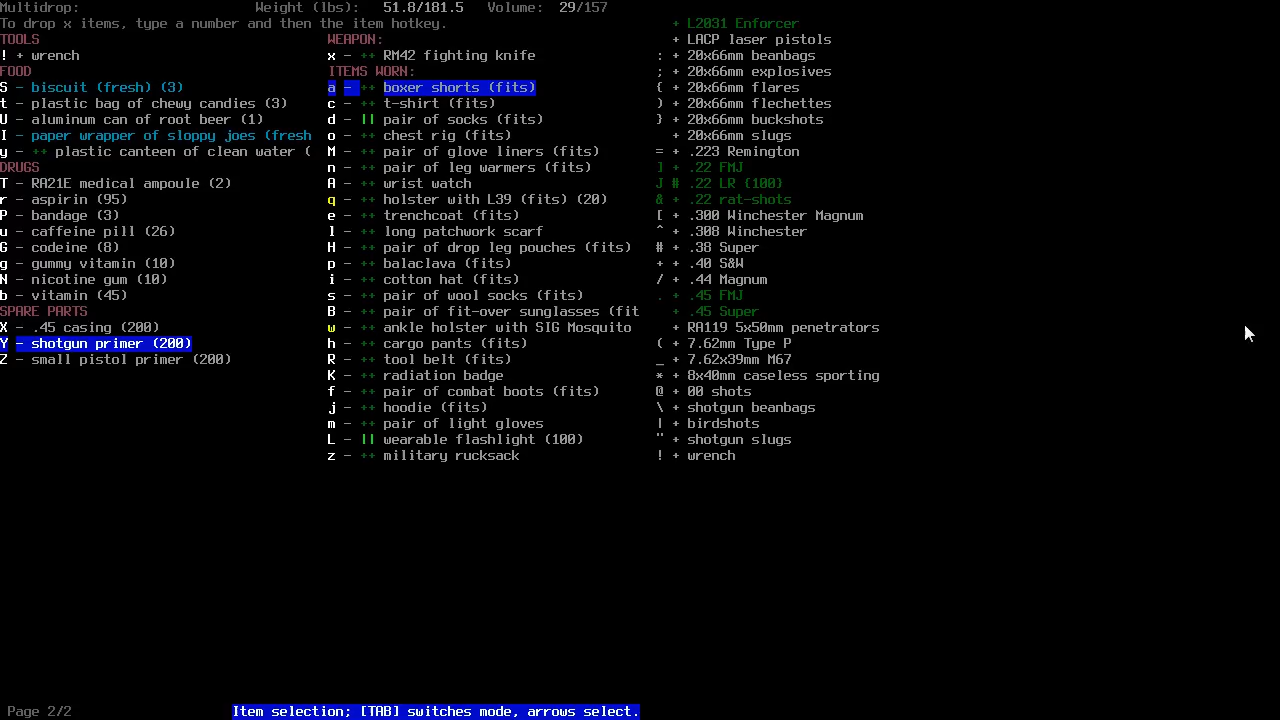 Multidrop: Weight (lbs): 51.8/181.5 Volume: 29/157
To drop x items, type a number and then the item hotkey.
TOOLS
! + wrench
FOOD
S - biscuit (fresh) (3)
t - plastic bag of chewy candies (3)
U - aluminum can of root beer (1)
I - paper wrapper of sloppy joes (fresh
y - ++ plastic canteen of clean water (
DRUGS
T - RA21E medical ampoule (2)
r - aspirin (95)
P - bandage (3)
u - caffeine pill (26)
G - codeine (8)
g - gummy vitamin (10)
N - nicotine gum (10)
b - vitamin (45)
SPARE PARTS
X - .45 casing (200)
Y - shotgun primer (200)
Z - small pistol primer (200)
WEAPON:
x - ++ RM42 fighting knife
ITEMS WORN:
a - ++ boxer shorts (fits)
c - ++ t-shirt (fits)
d - || pair of socks (fits)
o - ++ chest rig (fits)
M - ++ pair of glove liners (fits)
n - ++ pair of leg warmers (fits)
A - ++ wrist watch
q - ++ holster with L39 (fits) (20)
e - ++ trenchcoat (fits)
l - ++ long patchwork scarf
H - ++ pair of drop leg pouches (fits)
p - ++ balaclava (fits)
i - ++ cotton hat (fits)
s - ++ pair of wool socks (fits)
B - ++ pair of fit-over sunglasses (fit
w - ++ ankle holster with SIG Mosquito
h - ++ cargo pants (fits)
R - ++ tool belt (fits)
K - ++ radiation badge
f - ++ pair of combat boots (fits)
j - ++ hoodie (fits)
m - ++ pair of light gloves
L - || wearable flashlight (100)
z - ++ military rucksack
+ L2031 Enforcer
+ LACP laser pistols
: + 20x66mm beanbags
; + 20x66mm explosives
{ + 20x66mm flares
) + 20x66mm flechettes
} + 20x66mm buckshots
+ 20x66mm slugs
= + .223 Remington
] + .22 FMJ
J # .22 LR (100)
& + .22 rat-shots
[ + .300 Winchester Magnum
^ + .308 Winchester
# + .38 Super
+ + .40 S&W
/ + .44 Magnum
. + .45 FMJ
+ .45 Super
+ RA119 5x50mm penetrators
( + 7.62mm Type P
_ + 7.62x39mm M67
* + 8x40mm caseless sporting
@ + 00 shots
\ + shotgun beanbags
| + birdshots
" + shotgun slugs
! + wrench
Page 2/2 Item selection; [TAB] switches mode, arrows select.